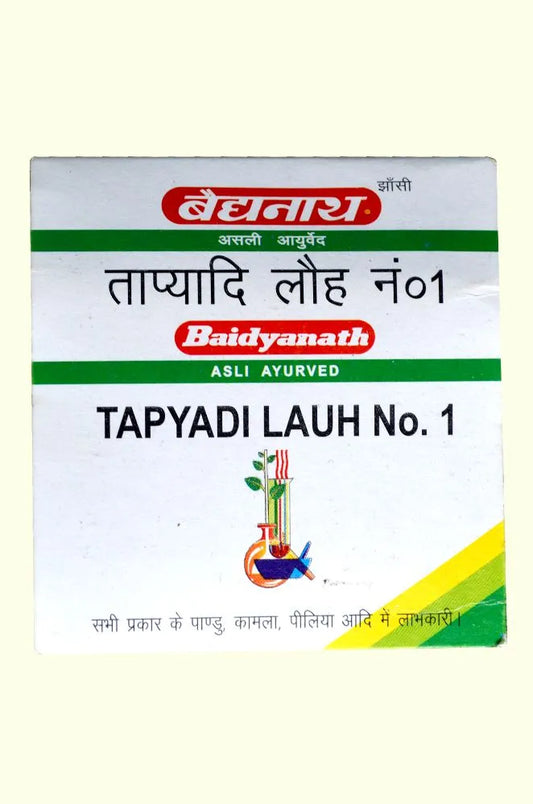 झाँसी
बैद्यनाथ
असली आयुर्वेद
ताप्यादि लौह नं०1
Baidyanath
ASLI AYURVED
TAPYADI LAUH No. 1
सभी प्रकार के पाण्डु, कामला, पीलिया आदि में लाभकारी।